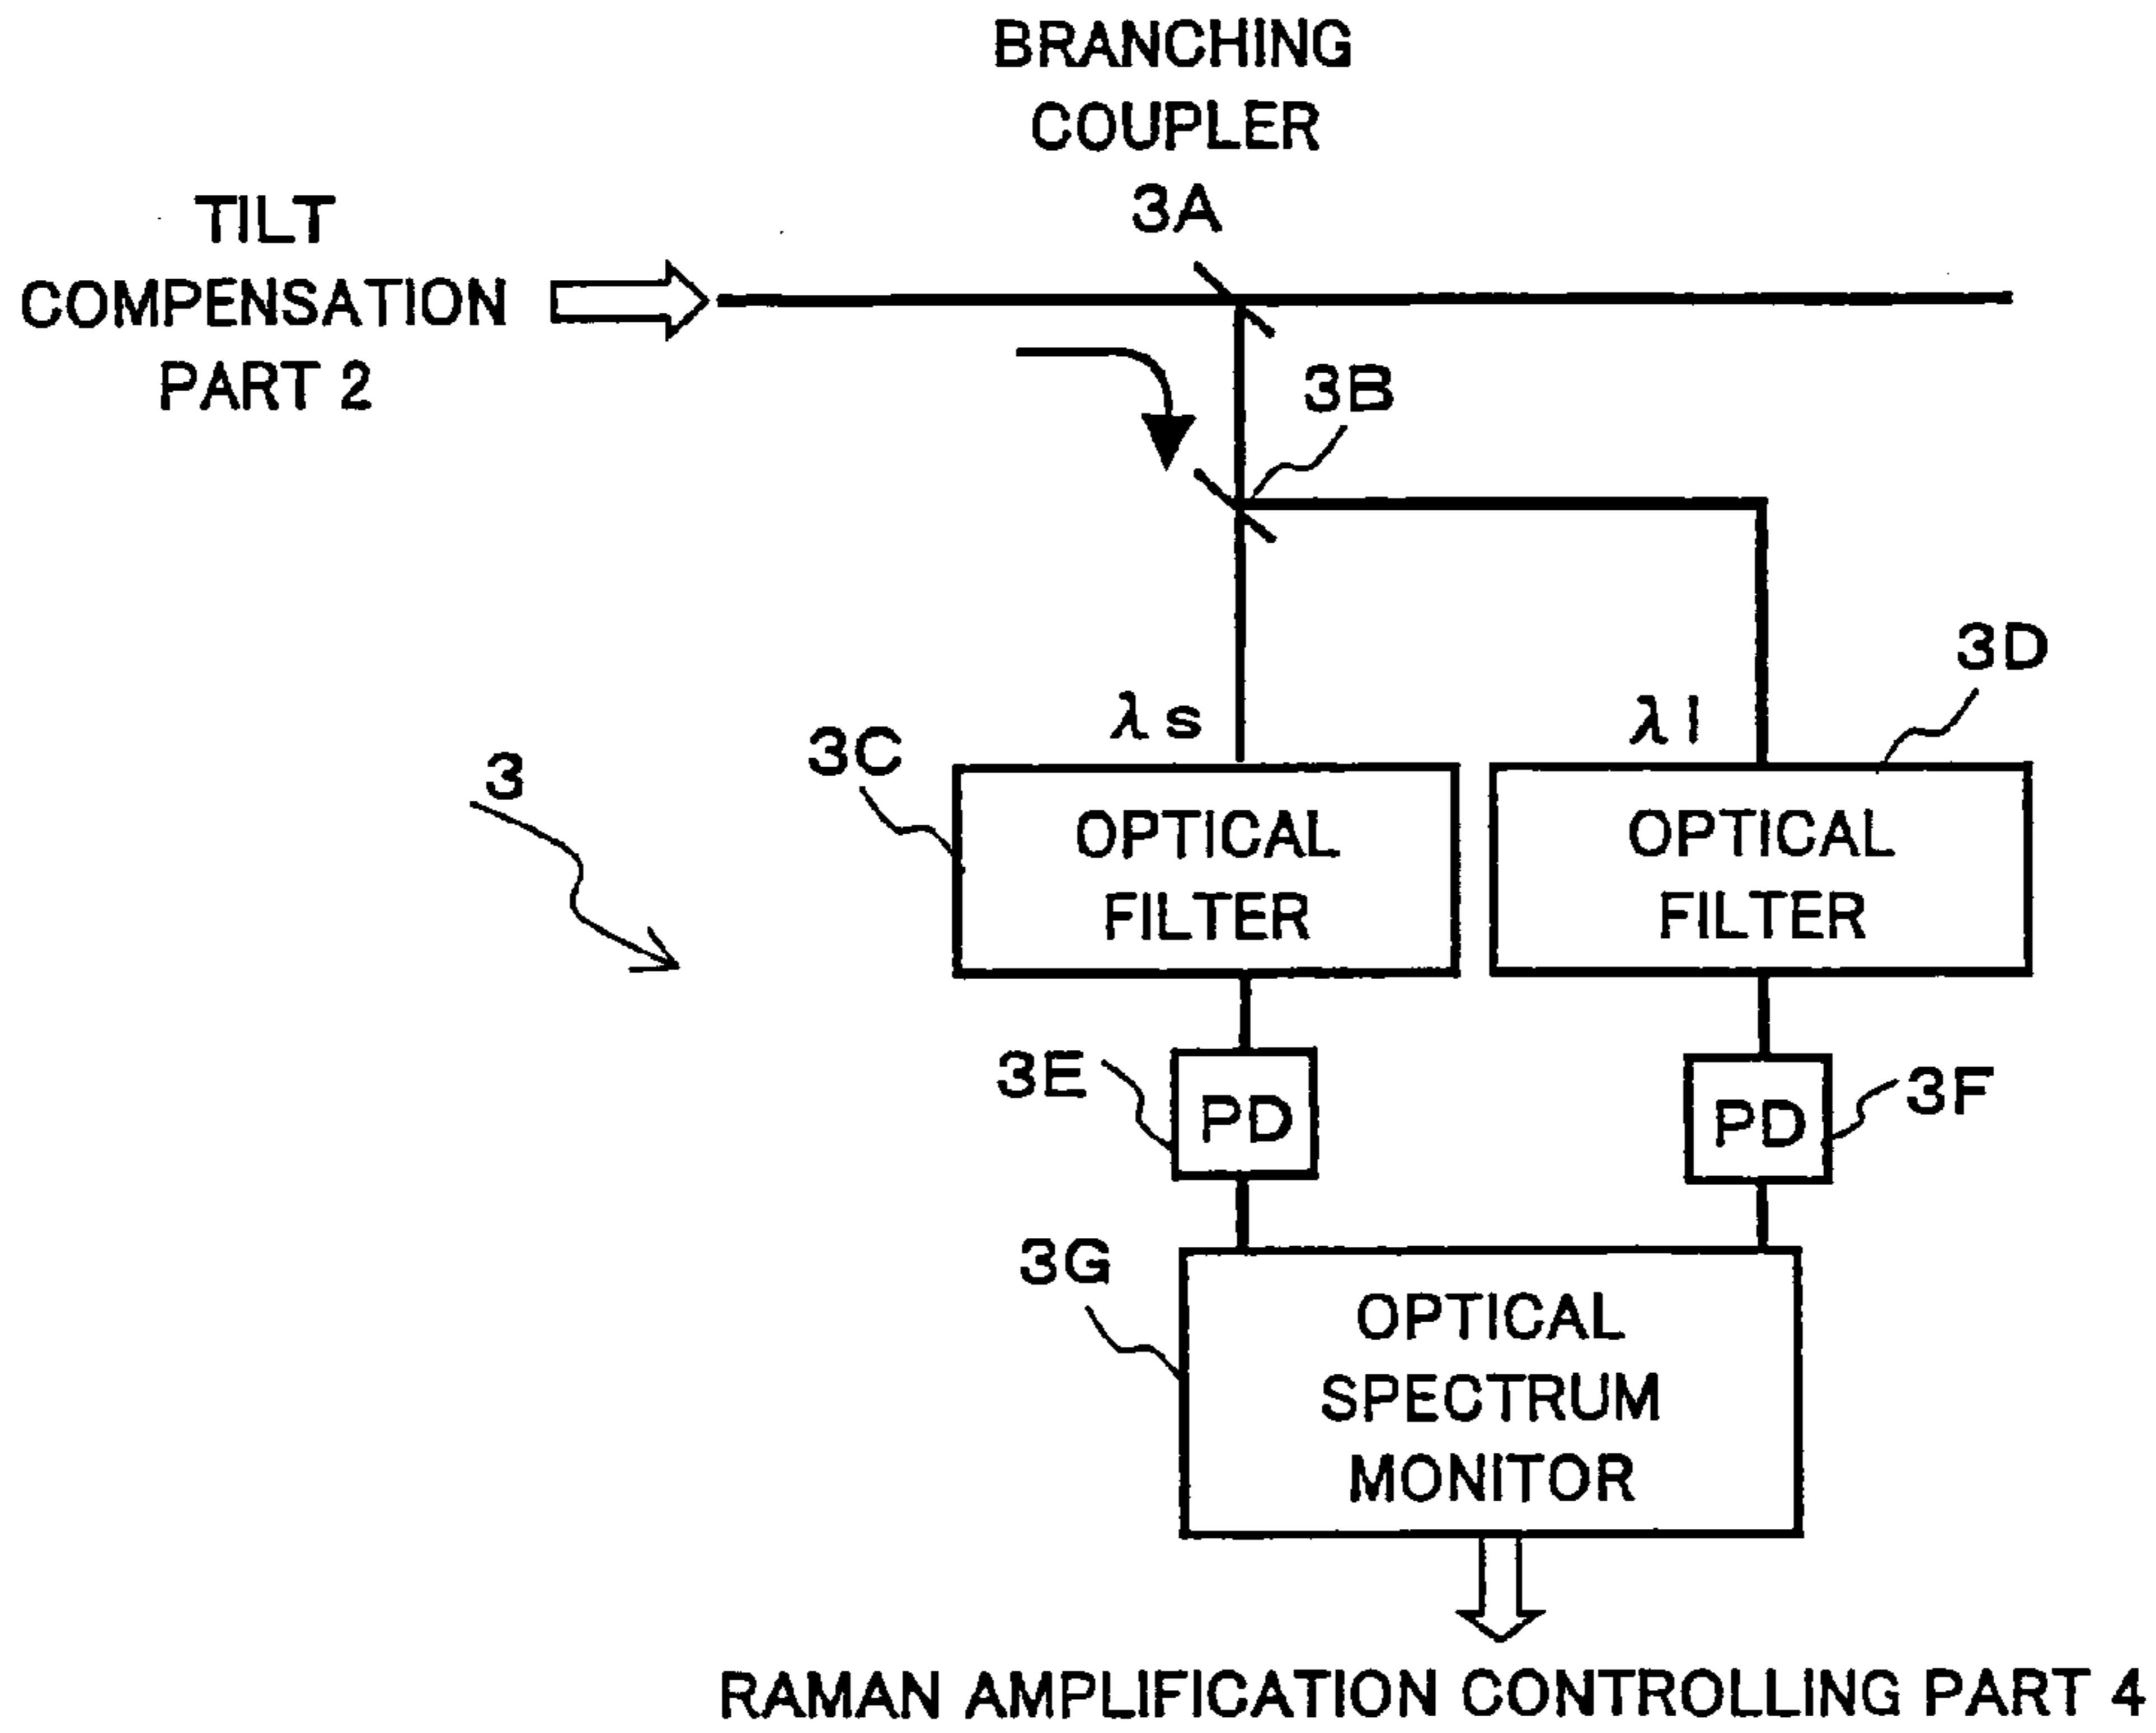 BRANCHING
COUPLER
3A
TILT
COMPENSATION
PART 2
3B
3D
λs
λl
3C
3
OPTICAL
FILTER
OPTICAL
FILTER
3E
PD
PD
3F
3G
OPTICAL
SPECTRUM
MONITOR
RAMAN AMPLIFICATION CONTROLLING PART 4